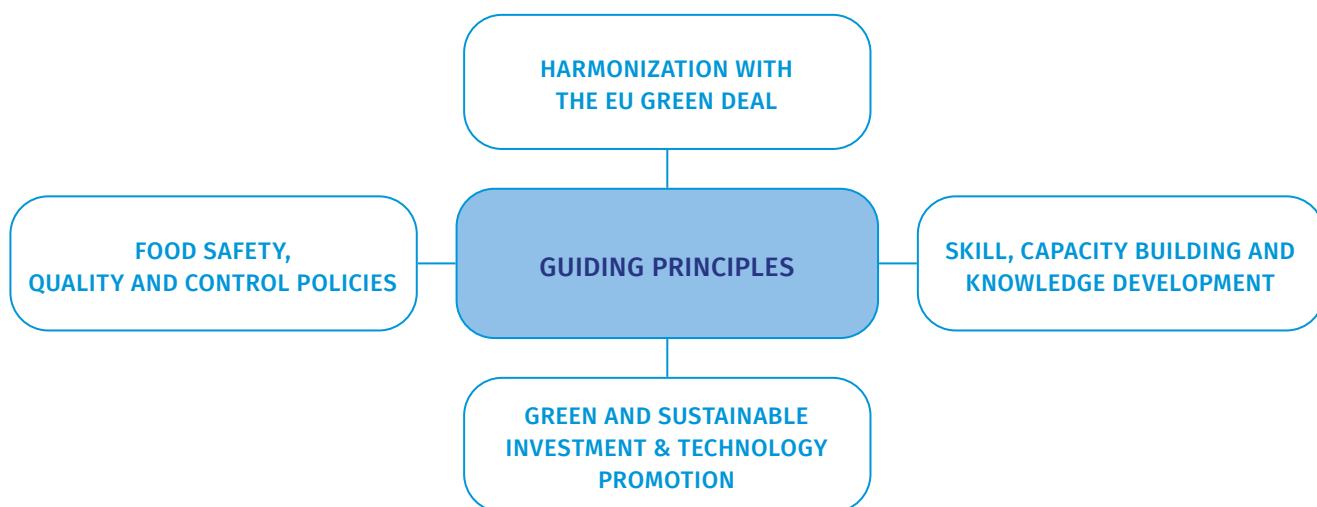 HARMONIZATION WITH
THE EU GREEN DEAL
FOOD SAFETY,
QUALITY AND CONTROL POLICIES
GUIDING PRINCIPLES
SKILL, CAPACITY BUILDING AND
KNOWLEDGE DEVELOPMENT
GREEN AND SUSTAINABLE
INVESTMENT & TECHNOLOGY
PROMOTION